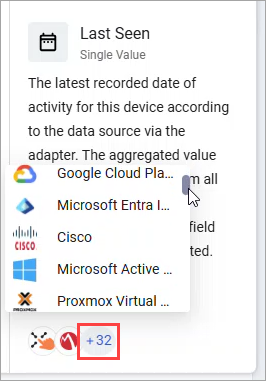 Last Seen
Single Value
The latest recorded date of
activity for this device according
to the data source via the
adapter. The aggregated value
Google Cloud Pla... m all
Microsoft Entra I...
CISCO Cisco field
Microsoft Active ... ted.
PROXMOX Proxmox Virtual ...
+32